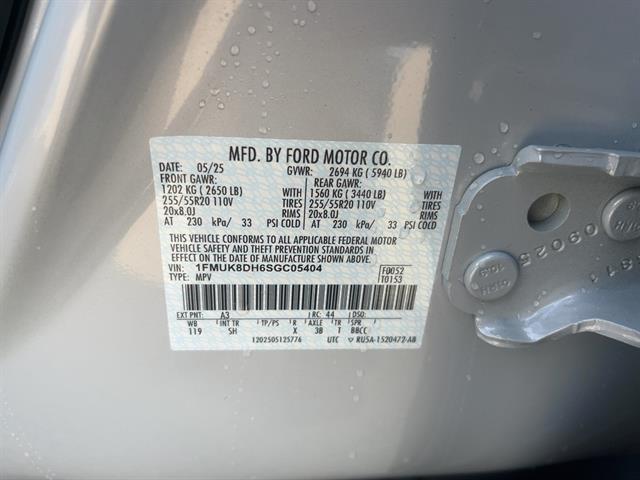 MFD. BY FORD MOTOR CO.
DATE: 05/25 GVWR: 2694 KG ( 5940 LB)
FRONT GAWR: REAR GAWR:
1202 KG ( 2650 LB) WITH 1560 KG ( 3440 LB) WITH
255/55R20 110V TIRES 255/55R20 110V TIRES
20x8.0J RIMS 20x8.0J RIMS
AT 230 kPa/ 33 PSI COLD AT 230 kPa/ 33 PSI COLD
THIS VEHICLE CONFORMS TO ALL APPLICABLE FEDERAL MOTOR
VEHICLE SAFETY AND THEFT PREVENTION STANDARDS IN
EFFECT ON THE DATE OF MANUFACTURE SHOWN ABOVE.
VIN: 1FMUK8DH6SGC05404 F0052
TYPE: MPV T0153
EXT PNT: A3 RC: 44 DSO:
WB INT TR TP/PS R AXLE TR SPR
119 SH X 3B T BBCC
1202505125776 UTC RU5A-1520472-AB
09025